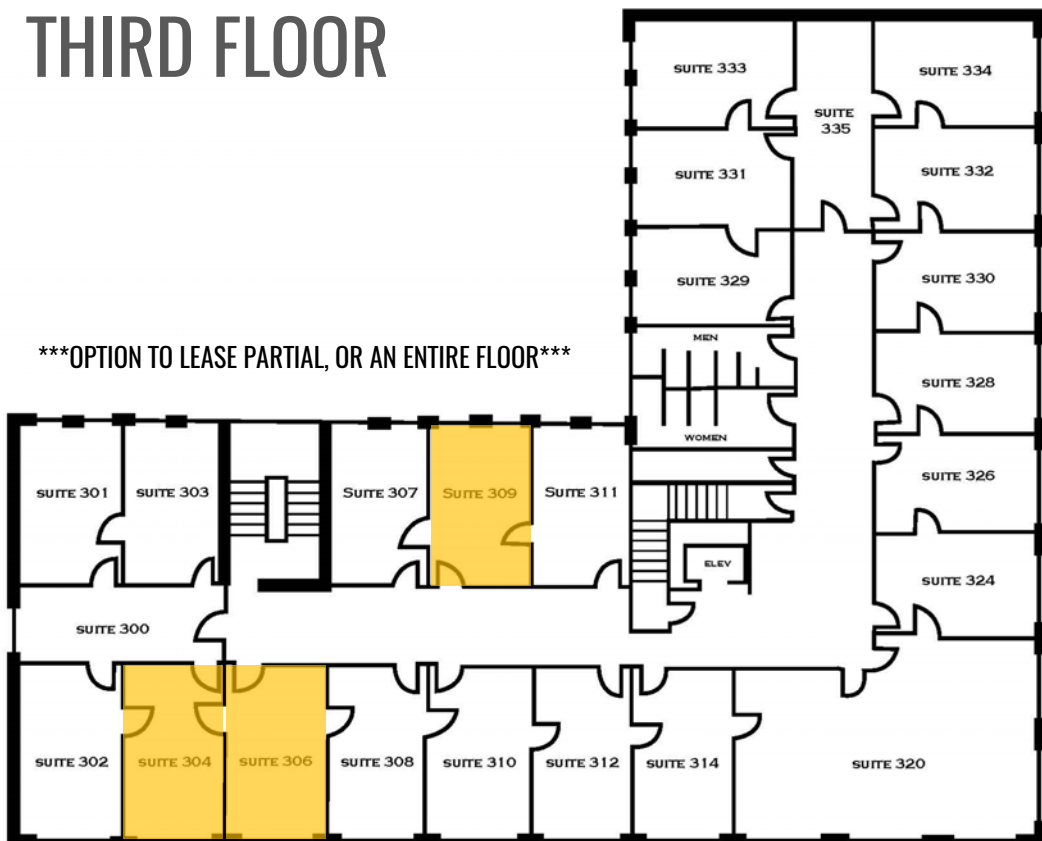 THIRD FLOOR
SUITE 333
SUITE 334
SUITE
335
SUITE 331
SUITE 332
SUITE 329
SUITE 330
***OPTION TO LEASE PARTIAL, OR AN ENTIRE FLOOR***
MEN
SUITE 328
WOMEN
SUITE 301
SUITE 303
SUITE 307
SUITE 309
SUITE 311
SUITE 326
ELEV
SUITE 324
SUITE 300
SUITE 302
SUITE 304
SUITE 306
SUITE 308
SUITE 310
SUITE 312
SUITE 314
SUITE 320